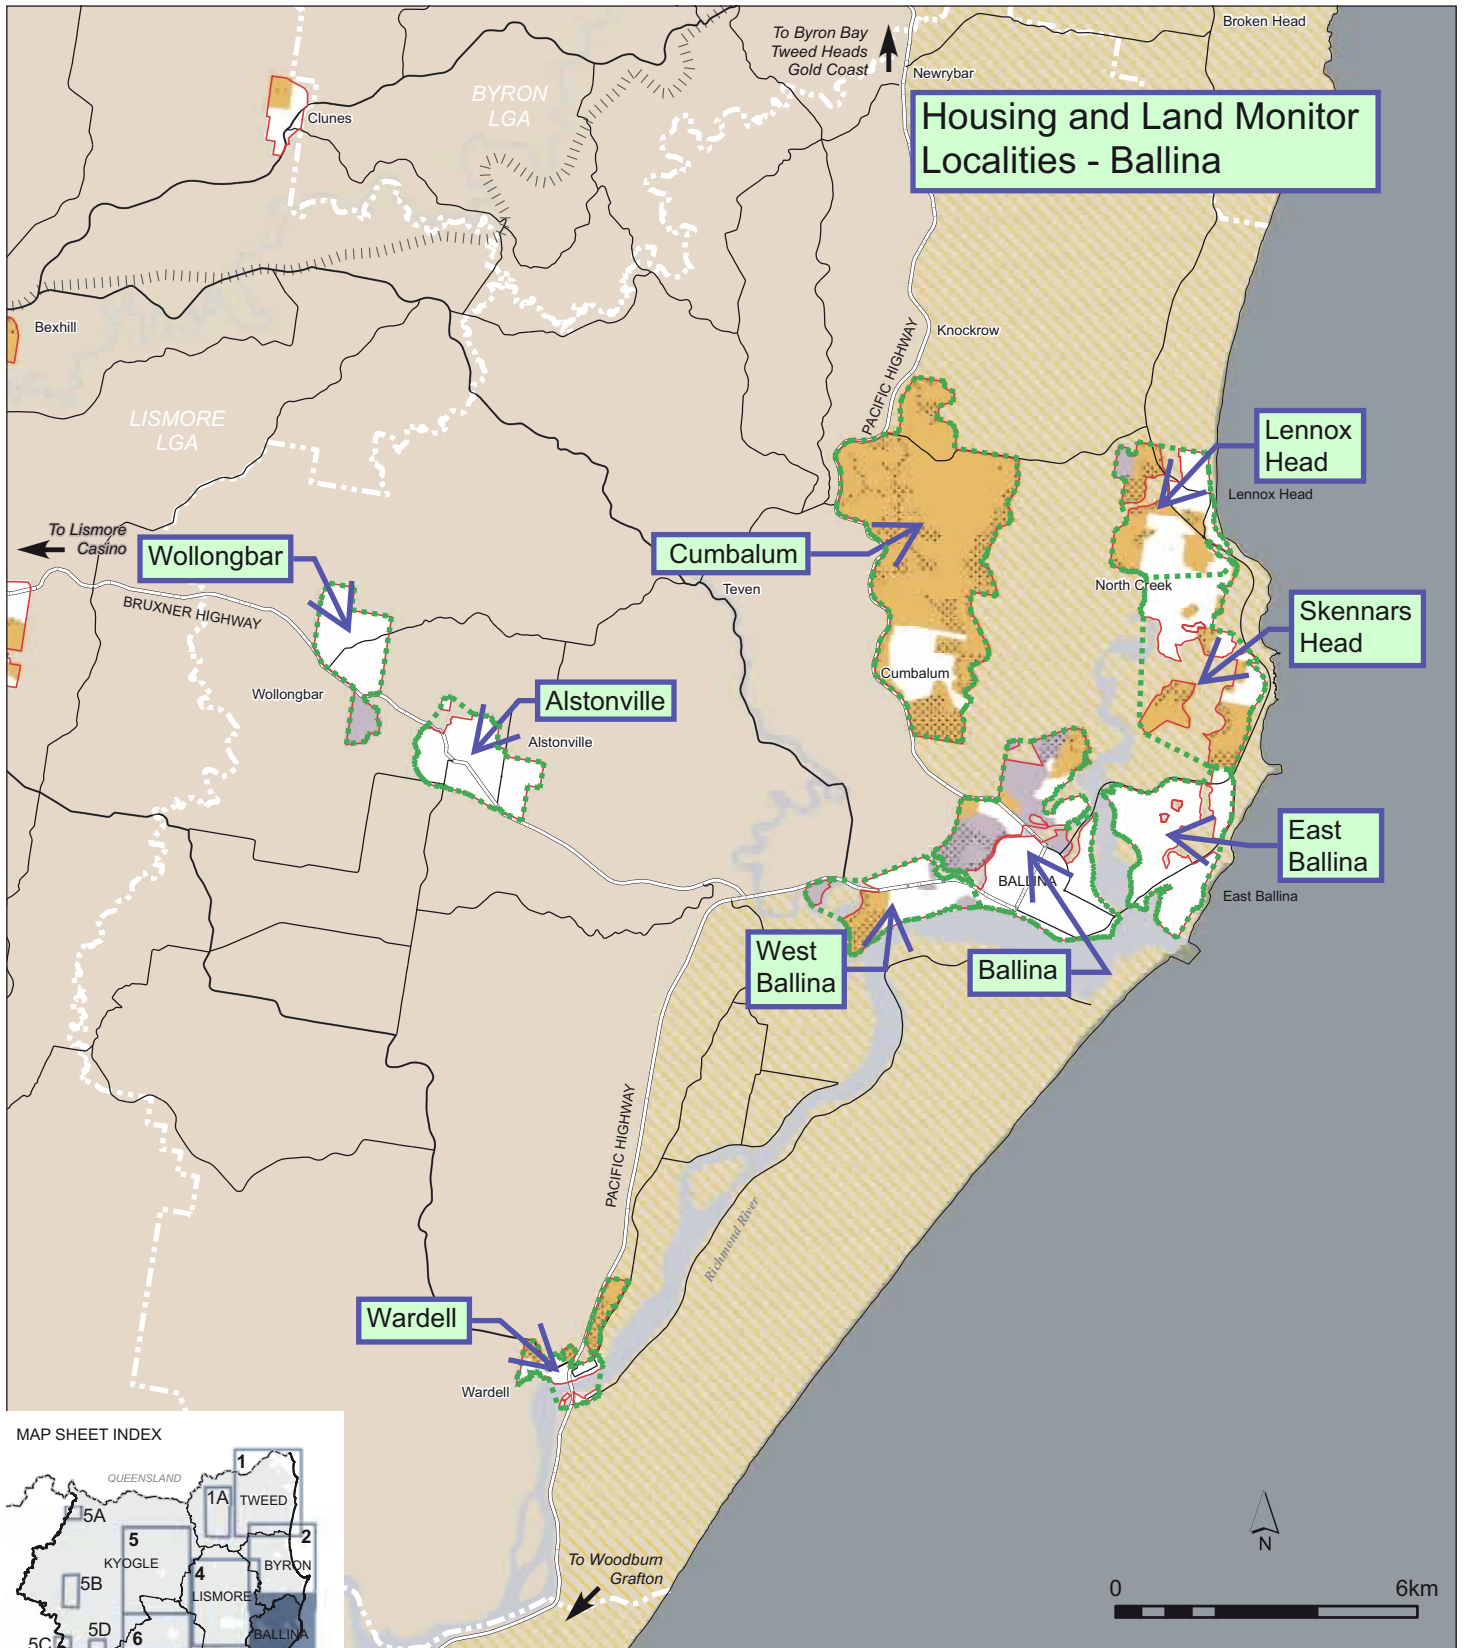 Broken Head
To Byron Bay
Tweed Heads
Gold Coast
Newrybar
Housing and Land Monitor
Localities - Ballina
BYRON
LGA
Clunes
Bexhill
Knockrow
PACIFIC HIGHWAY
LISMORE
LGA
Lennox
Head
Lennox Head
To Lismore
Casino
Wollongbar
Cumbalum
Teven
North Creek
BRUXNER HIGHWAY
Skennars
Head
Wollongbar
Cumbalum
Alstonville
Alstonville
East
Ballina
BALLINA
East Ballina
West
Ballina
Ballina
PACIFIC HIGHWAY
Richmond River
Wardell
Wardell
MAP SHEET INDEX
QUEENSLAND
1
1A
TWEED
5A
5
2
KYOGLE
BYRON
4
5B
LISMORE
5D
6
BALLINA
5C
To Woodburn
Grafton
N
0
6km